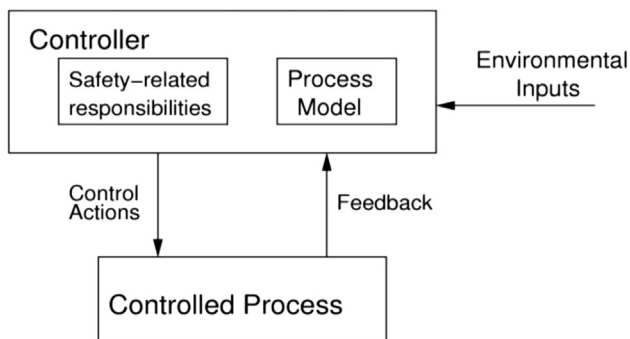 Controller
Safety-related
responsibilities
Process
Model
Environmental
Inputs
Control
Actions
Feedback
Controlled Process